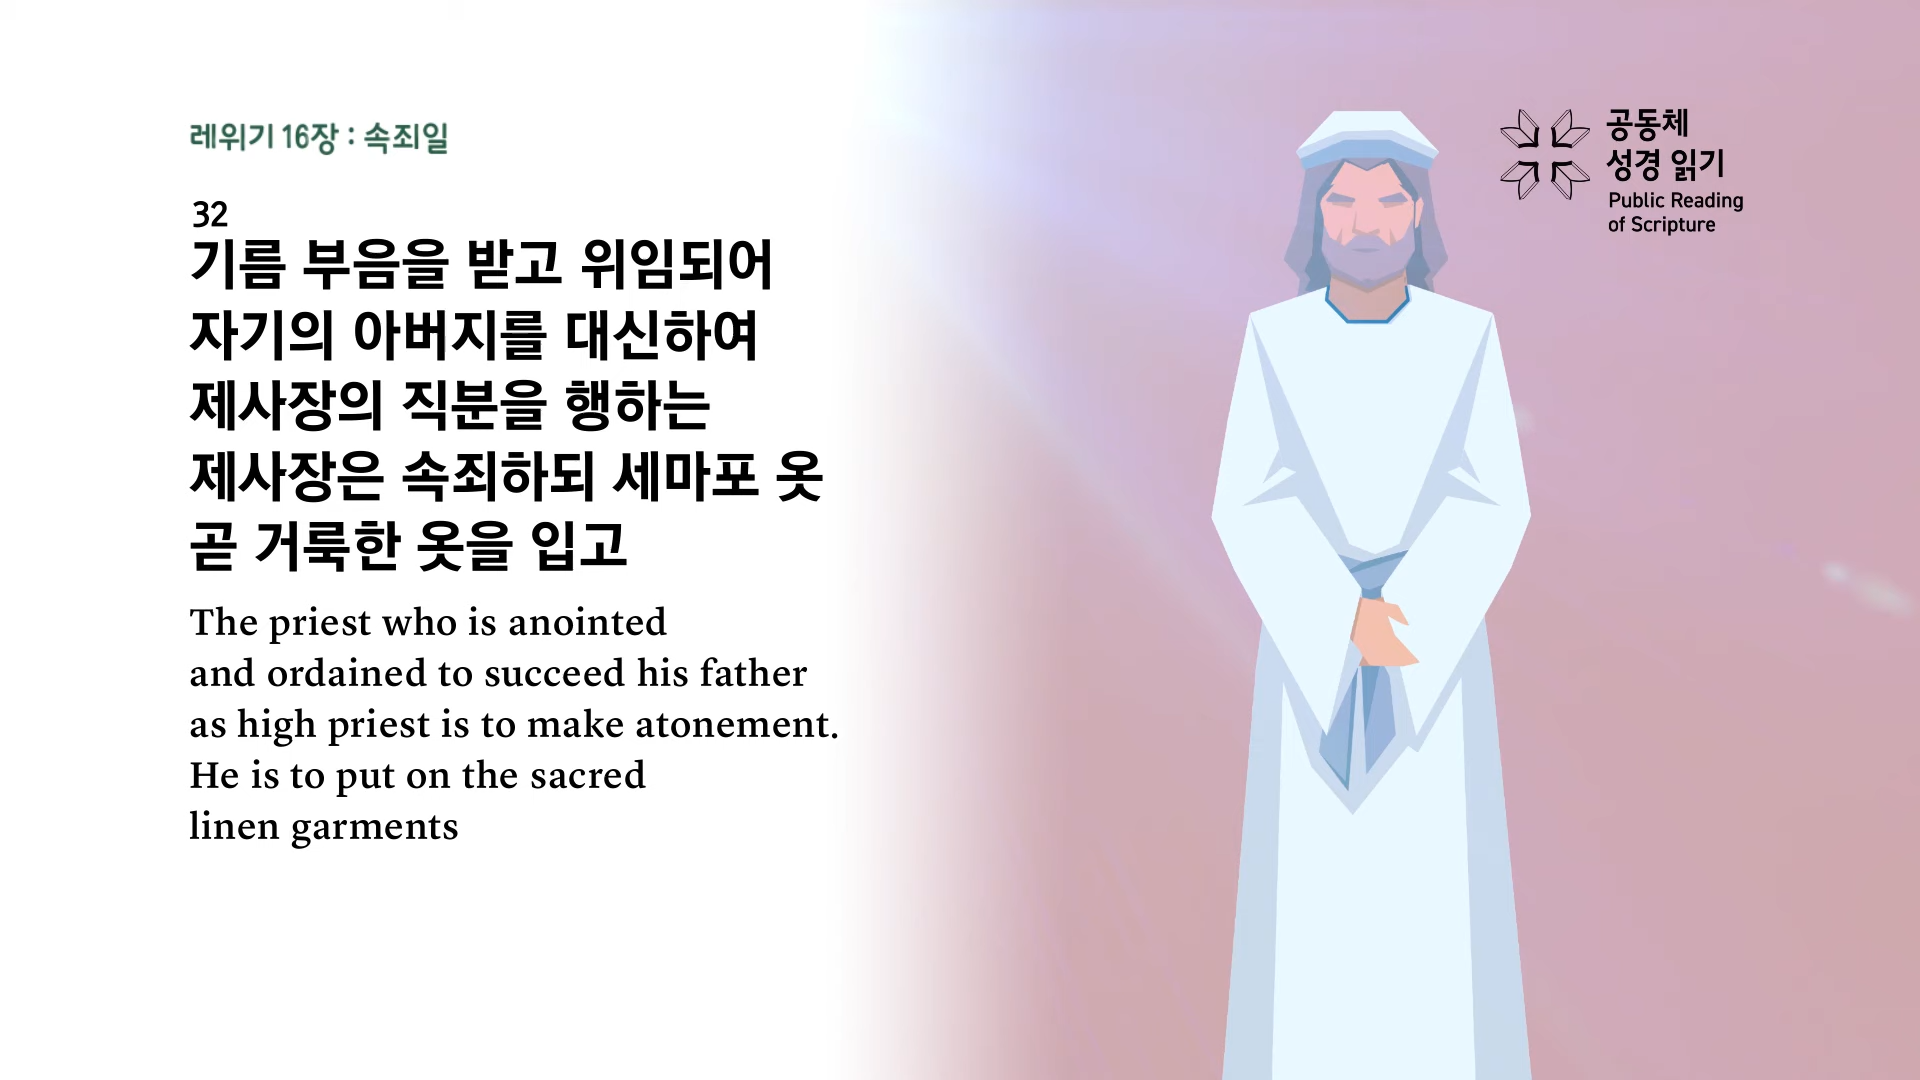 레위기 16장 : 속죄일
32
기름 부음을 받고 위임되어
자기의 아버지를 대신하여
제사장의 직분을 행하는
제사장은 속죄하되 세마포 옷
곧 거룩한 옷을 입고
The priest who is anointed
and ordained to succeed his father
as high priest is to make atonement.
He is to put on the sacred
linen garments
공동체
성경 읽기
Public Reading
of Scripture